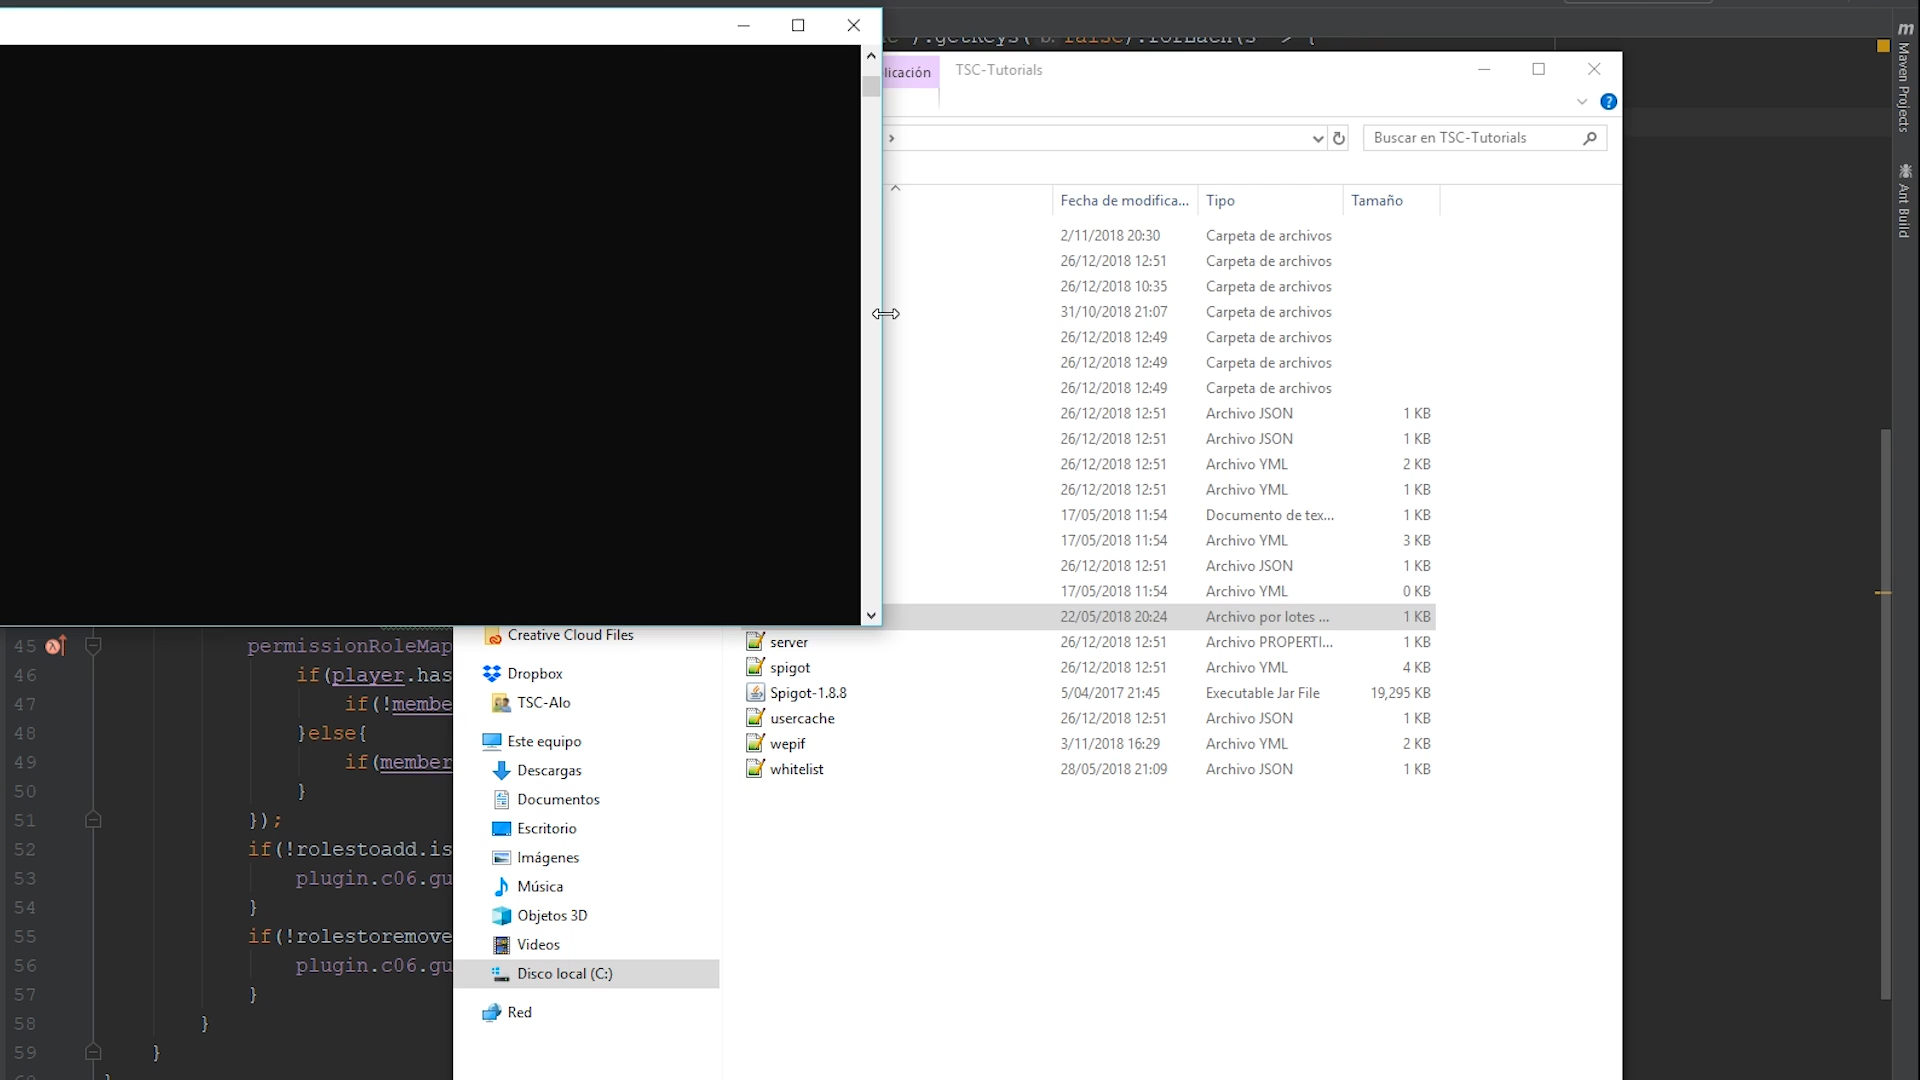 ').getKeys( b: false).forEach(s -> {
licación
TSC-Tutorials
Buscar en TSC-Tutorials
Fecha de modifica... Tipo Tamaño
2/11/2018 20:30 Carpeta de archivos
26/12/2018 12:51 Carpeta de archivos
26/12/2018 10:35 Carpeta de archivos
31/10/2018 21:07 Carpeta de archivos
26/12/2018 12:49 Carpeta de archivos
26/12/2018 12:49 Carpeta de archivos
26/12/2018 12:49 Carpeta de archivos
26/12/2018 12:51 Archivo JSON 1 KB
26/12/2018 12:51 Archivo JSON 1 KB
26/12/2018 12:51 Archivo YML 2 KB
26/12/2018 12:51 Archivo YML 1 KB
17/05/2018 11:54 Documento de tex... 1 KB
17/05/2018 11:54 Archivo YML 3 KB
26/12/2018 12:51 Archivo JSON 1 KB
17/05/2018 11:54 Archivo YML 0 KB
22/05/2018 20:24 Archivo por lotes ... 1 KB
server 26/12/2018 12:51 Archivo PROPERTI... 1 KB
spigot 26/12/2018 12:51 Archivo YML 4 KB
Spigot-1.8.8 5/04/2017 21:45 Executable Jar File 19,295 KB
usercache 26/12/2018 12:51 Archivo JSON 1 KB
wepif 3/11/2018 16:29 Archivo YML 2 KB
whitelist 28/05/2018 21:09 Archivo JSON 1 KB
Creative Cloud Files
Dropbox
TSC-Alo
Este equipo
Descargas
Documentos
Escritorio
Imágenes
Música
Objetos 3D
Videos
Disco local (C:)
Red
45 permissionRoleMap
46 if(player.has
47 if(!membe
48 }else{
49 if(member
50 }
51 });
52 if(!rolestoadd.is
53 plugin.c06.gu
54 }
55 if(!rolestoremove
56 plugin.c06.gu
57 }
58 }
59 }
m Maven Projects
Ant Build